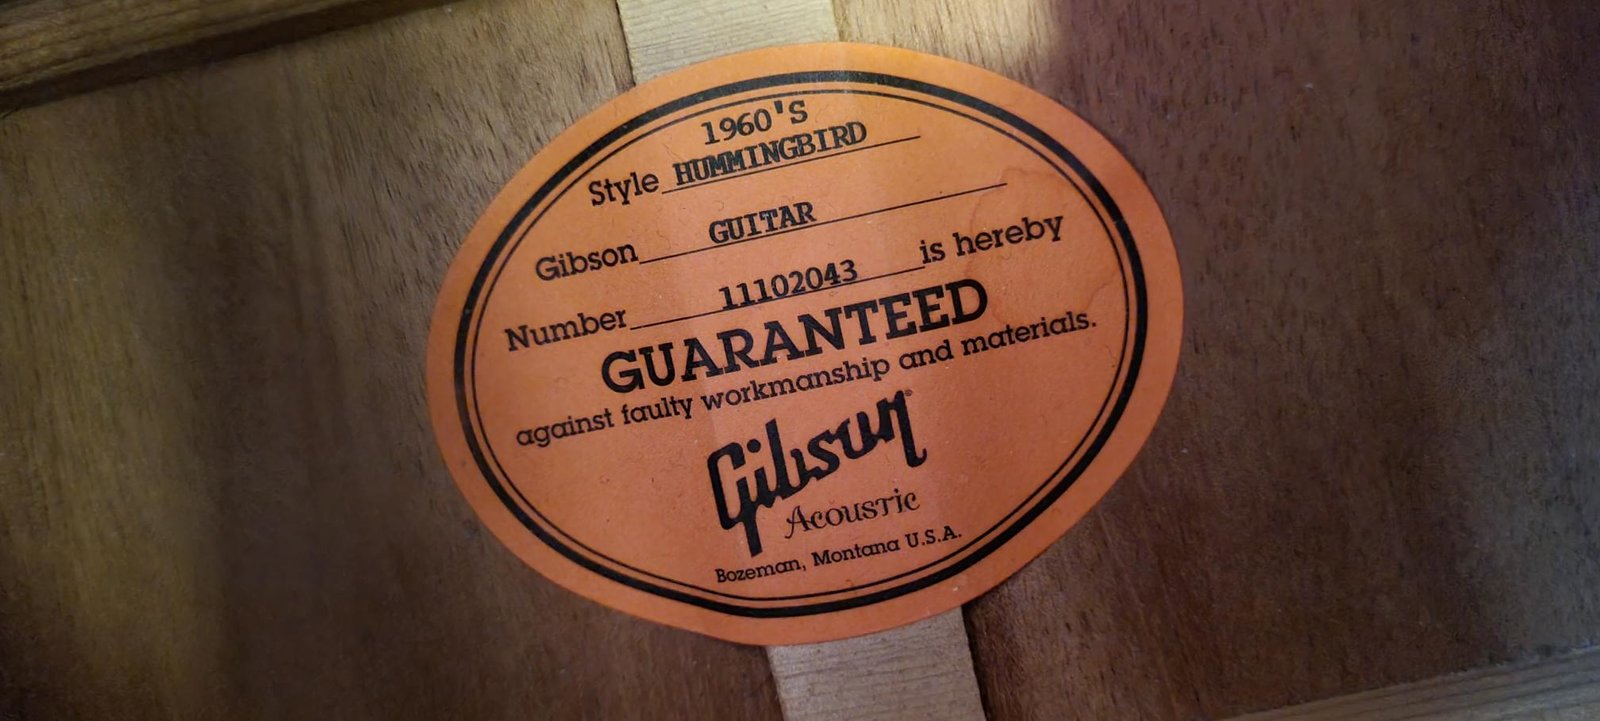 1960'S
Style HUMMINGBIRD
Gibson GUITAR
Number 11102043 is hereby
GUARANTEED
against faulty workmanship and materials.
Gibson®
Acoustic
Bozeman, Montana U.S.A.